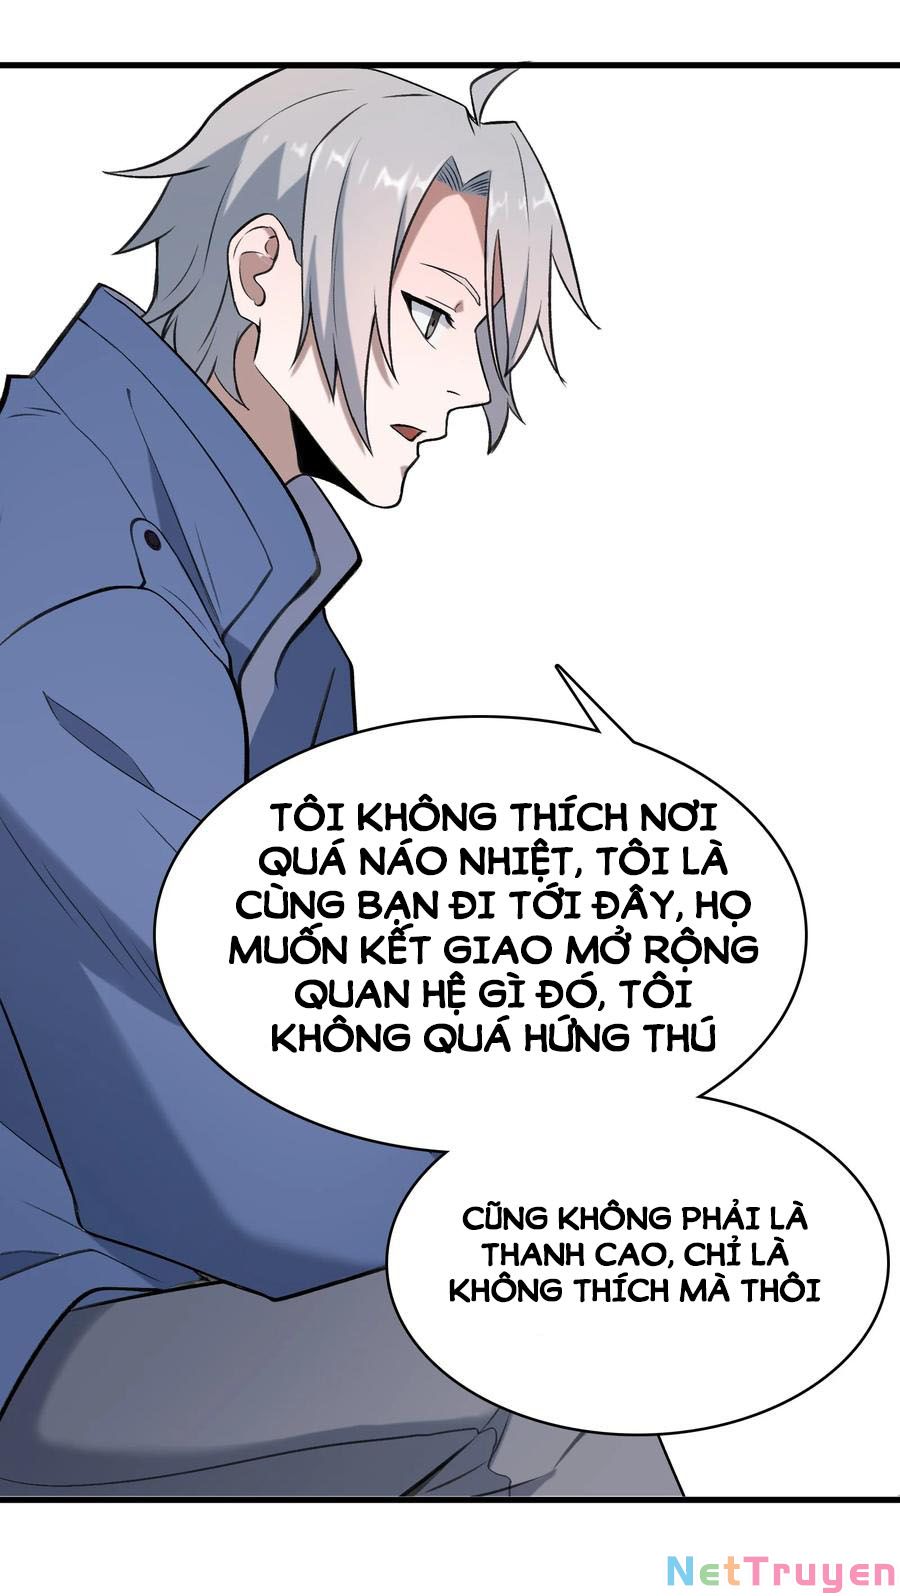 TÔI KHÔNG THÍCH NƠI
QUÁ NÁO NHIỆT, TÔI LÀ
CÙNG BẠN ĐI TỚI ĐÂY, HỌ
MUỐN KẾT GIAO MỞ RỘNG
QUAN HỆ GÌ ĐÓ, TÔI
KHÔNG QUÁ HỨNG THÚ
CŨNG KHÔNG PHẢI LÀ
THANH CAO, CHỈ LÀ
KHÔNG THÍCH MÀ THÔI
NetTruyen